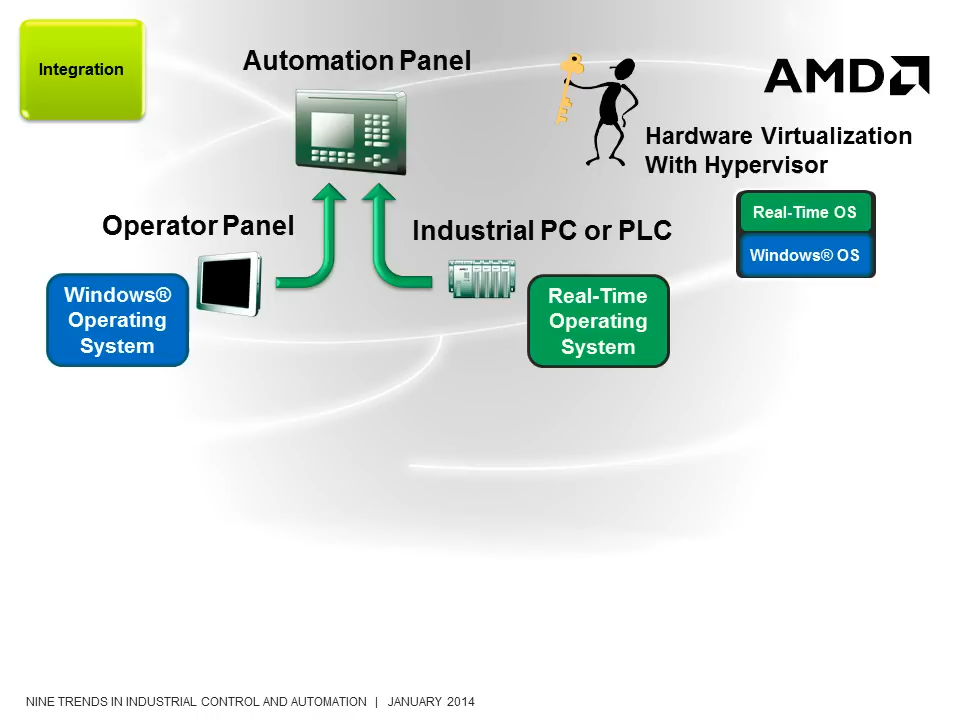 Integration
Automation Panel
AMD
Hardware Virtualization
With Hypervisor
Real-Time OS
Windows® OS
Operator Panel
Industrial PC or PLC
Windows®
Operating
System
Real-Time
Operating
System
NINE TRENDS IN INDUSTRIAL CONTROL AND AUTOMATION | JANUARY 2014